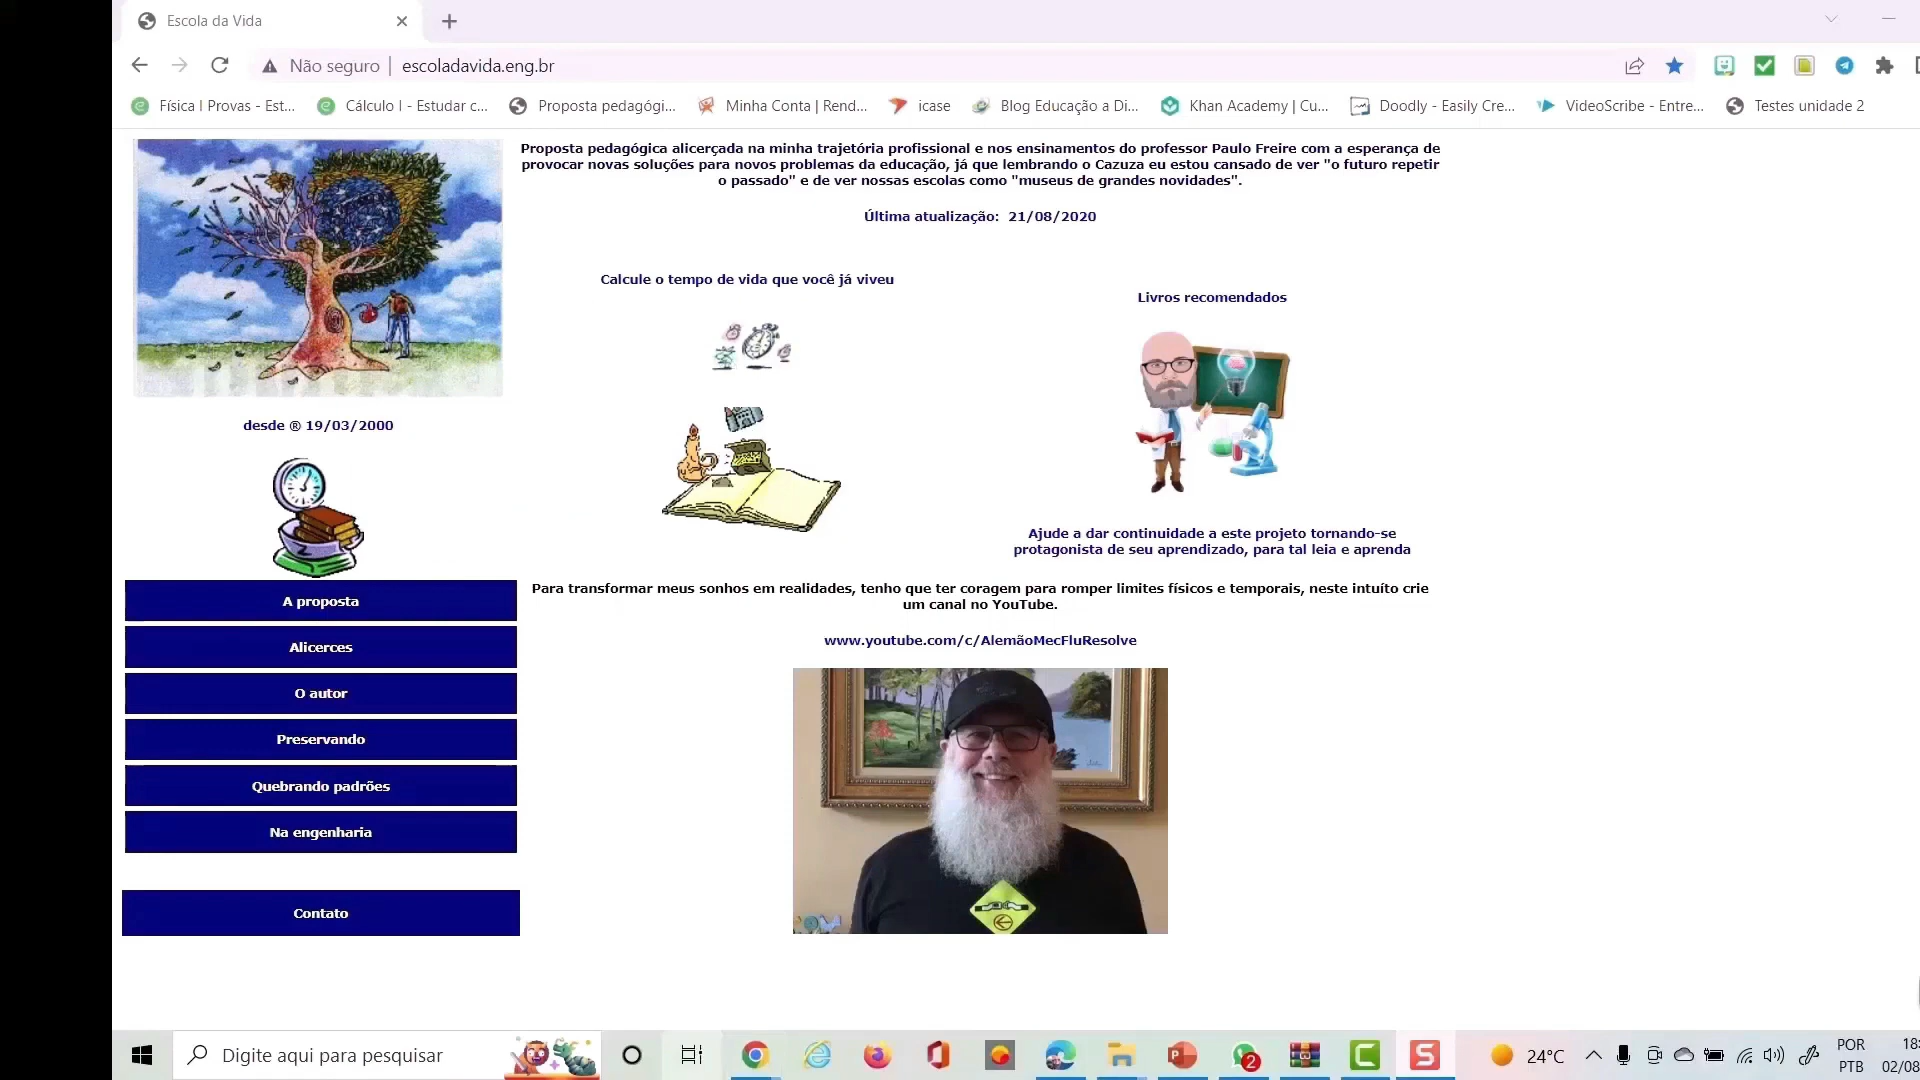 Escola da Vida
Não seguro | escoladavida.eng.br
Física I Provas - Est... Cálculo I - Estudar c... Proposta pedagógi... Minha Conta | Rend... icase Blog Educação a Di... Khan Academy | Cu... Doodly - Easily Cre... VideoScribe - Entre... Testes unidade 2
Proposta pedagógica alicerçada na minha trajetória profissional e nos ensinamentos do professor Paulo Freire com a esperança de
provocar novas soluções para novos problemas da educação, já que lembrando o Cazuza eu estou cansado de ver "o futuro repetir
o passado" e de ver nossas escolas como "museus de grandes novidades".
Última atualização: 21/08/2020
Calcule o tempo de vida que você já viveu
Livros recomendados
desde ® 19/03/2000
Ajude a dar continuidade a este projeto tornando-se
protagonista de seu aprendizado, para tal leia e aprenda
A proposta
Alicerces
O autor
Preservando
Quebrando padrões
Na engenharia
Contato
Para transformar meus sonhos em realidades, tenho que ter coragem para romper limites físicos e temporais, neste intuíto crie
um canal no YouTube.
www.youtube.com/c/AlemãoMecFluResolve
Digite aqui para pesquisar
2
24°C
POR
PTB
18:
02/08